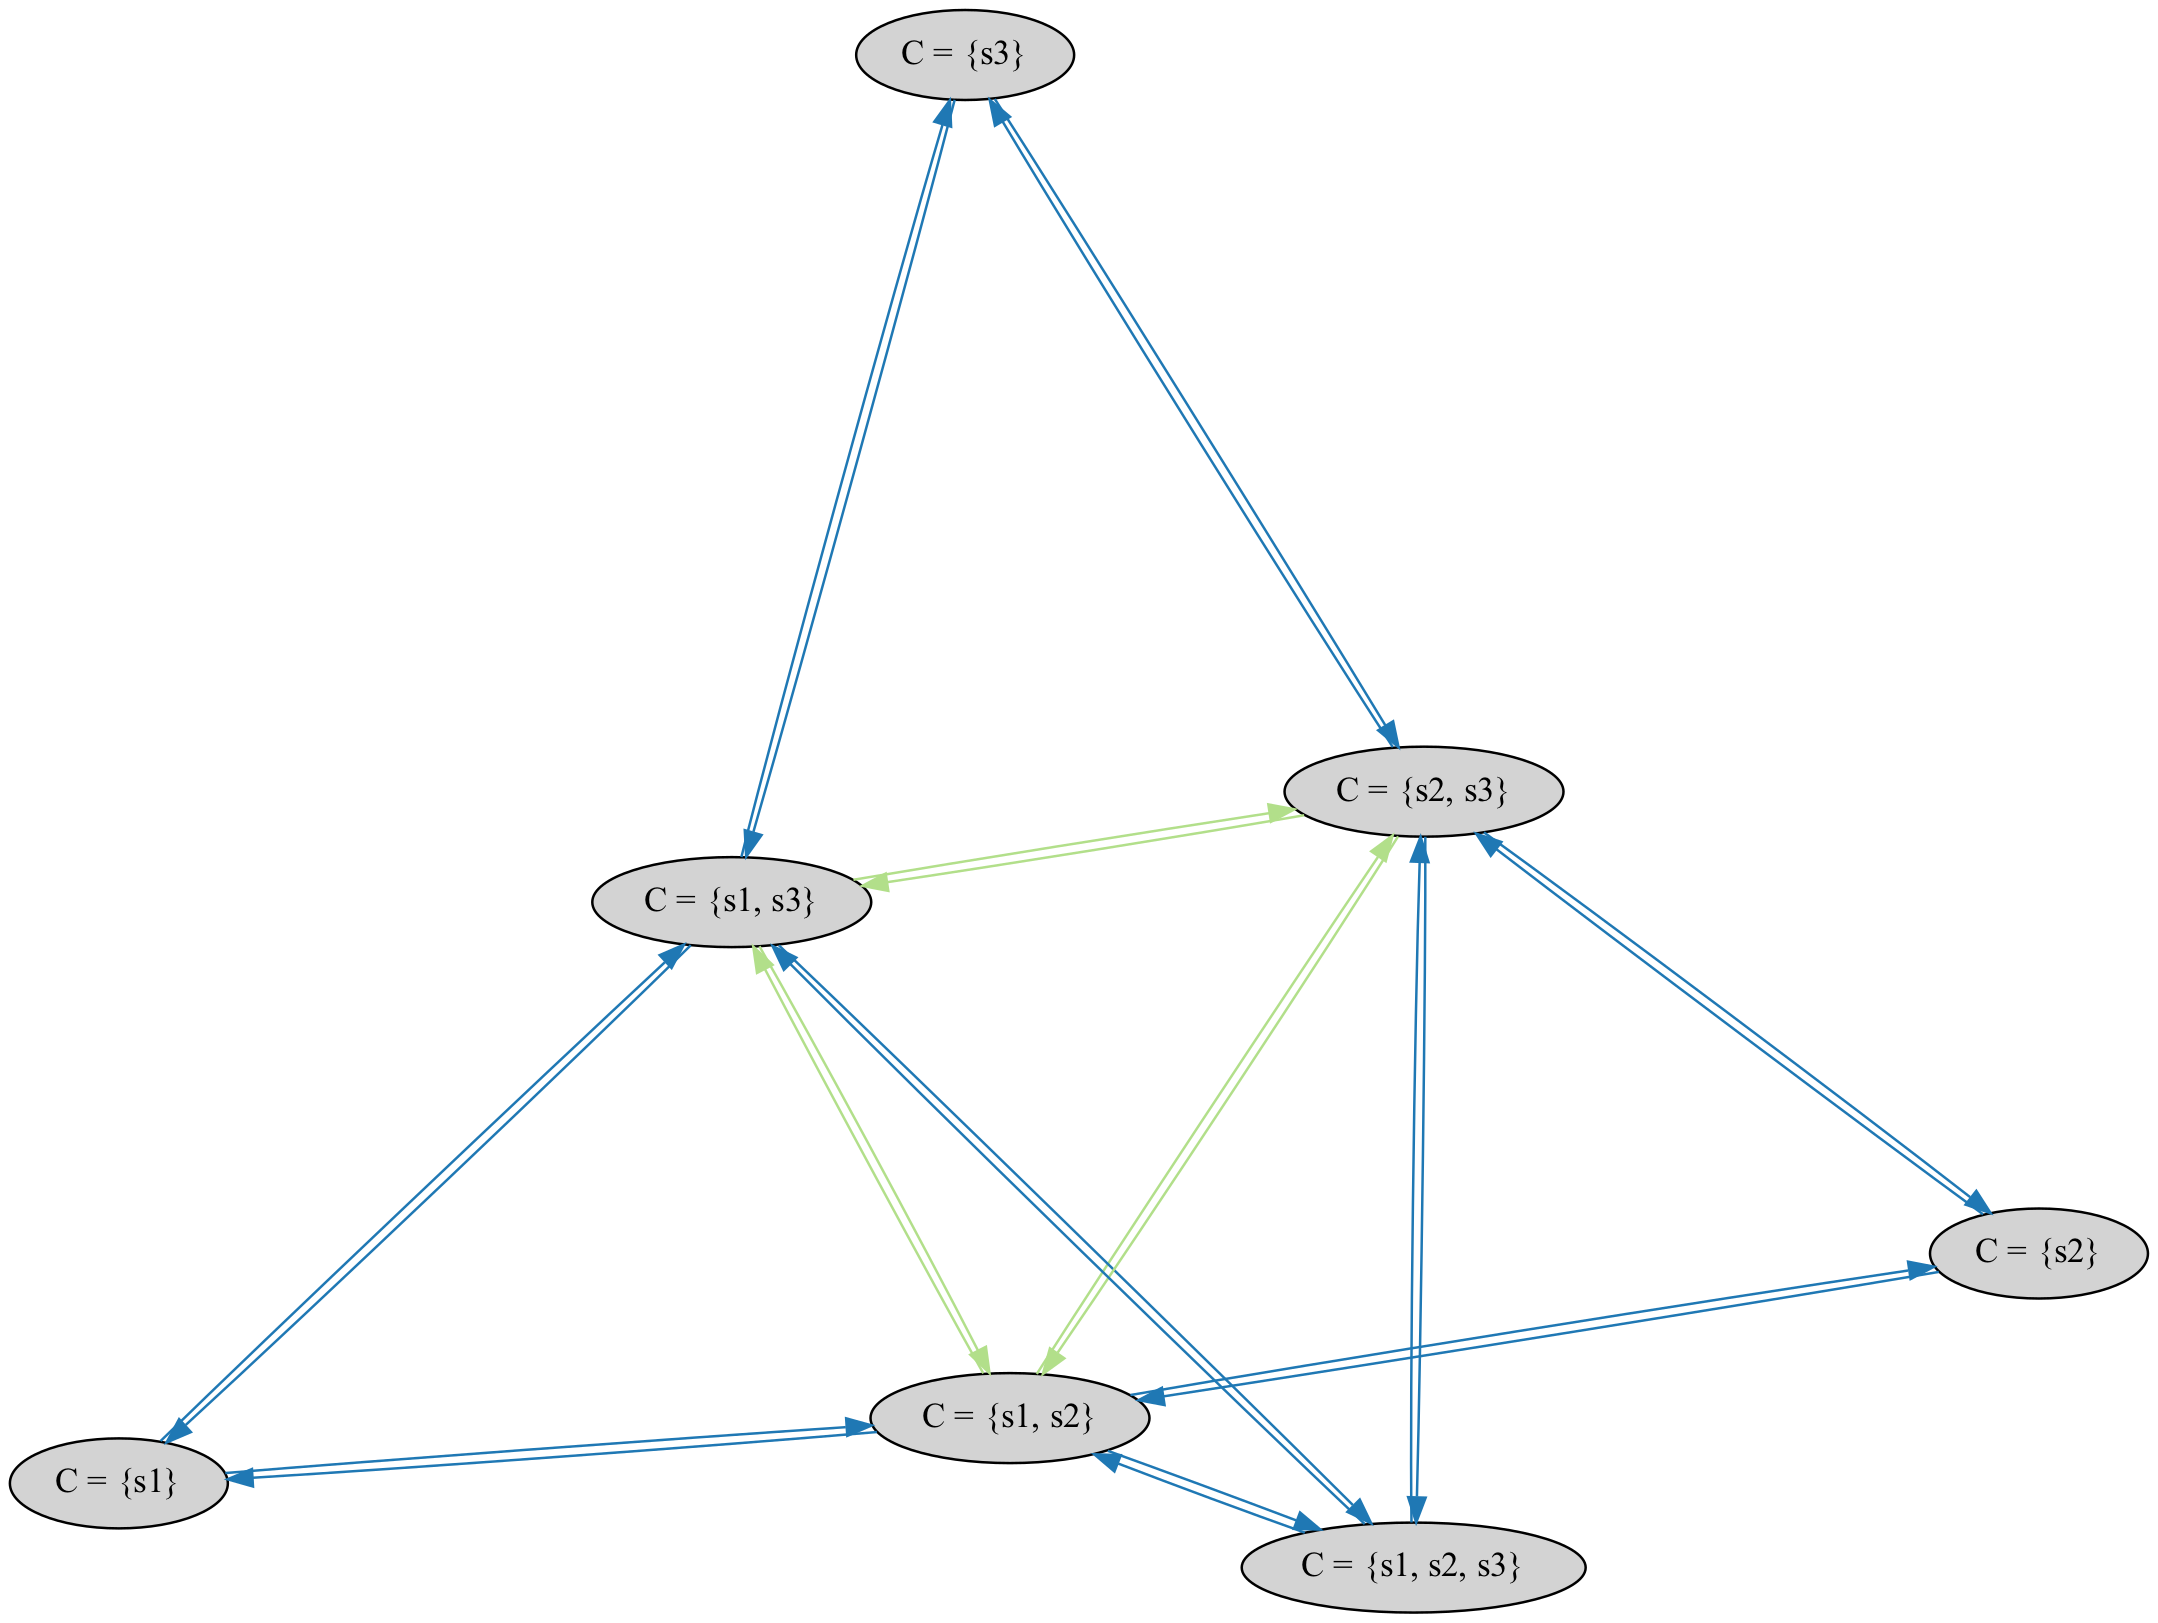 C = {s3}
C = {s2, s3}
C = {s1, s3}
C = {s2}
C = {s1, s2}
C = {s1}
C = {s1, s2, s3}